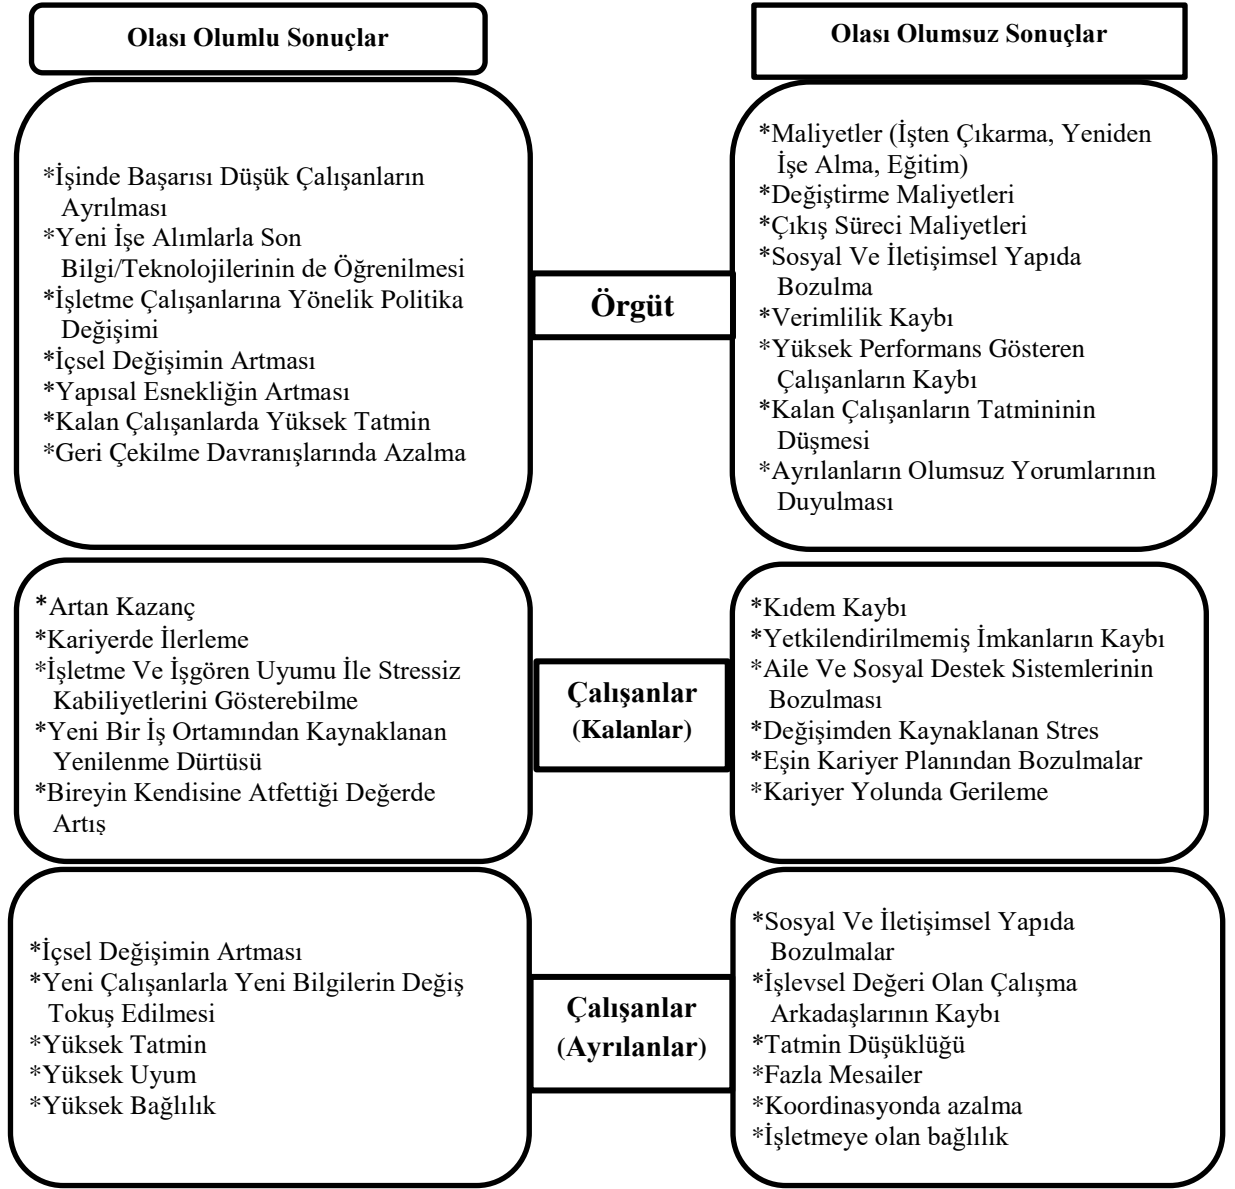 Olası Olumlu Sonuçlar
Olası Olumsuz Sonuçlar
*İşinde Başarısı Düşük Çalışanların
Ayrılması
*Yeni İşe Alımlarla Son
Bilgi/Teknolojilerinin de Öğrenilmesi
*İşletme Çalışanlarına Yönelik Politika
Değişimi
*İçsel Değişimin Artması
*Yapısal Esnekliğin Artması
*Kalan Çalışanlarda Yüksek Tatmin
*Geri Çekilme Davranışlarında Azalma
Örgüt
*Maliyetler (İşten Çıkarma, Yeniden
İşe Alma, Eğitim)
*Değiştirme Maliyetleri
*Çıkış Süreci Maliyetleri
*Sosyal Ve İletişimsel Yapıda
Bozulma
*Verimlilik Kaybı
*Yüksek Performans Gösteren
Çalışanların Kaybı
*Kalan Çalışanların Tatmininin
Düşmesi
*Ayrılanların Olumsuz Yorumlarının
Duyulması
*Artan Kazanç
*Kariyerde İlerleme
*İşletme Ve İşgören Uyumu İle Stressiz
Kabiliyetlerini Gösterebilme
*Yeni Bir İş Ortamından Kaynaklanan
Yenilenme Dürtüsü
*Bireyin Kendisine Atfettiği Değerde
Artış
Çalışanlar
(Kalanlar)
*Kıdem Kaybı
*Yetkilendirilmemiş İmkanların Kaybı
*Aile Ve Sosyal Destek Sistemlerinin
Bozulması
*Değişimden Kaynaklanan Stres
*Eşin Kariyer Planından Bozulmalar
*Kariyer Yolunda Gerileme
*İçsel Değişimin Artması
*Yeni Çalışanlarla Yeni Bilgilerin Değiş
Tokuş Edilmesi
*Yüksek Tatmin
*Yüksek Uyum
*Yüksek Bağlılık
Çalışanlar
(Ayrılanlar)
*Sosyal Ve İletişimsel Yapıda
Bozulmalar
*İşlevsel Değeri Olan Çalışma
Arkadaşlarının Kaybı
*Tatmin Düşüklüğü
*Fazla Mesailer
*Koordinasyonda azalma
*İşletmeye olan bağlılık